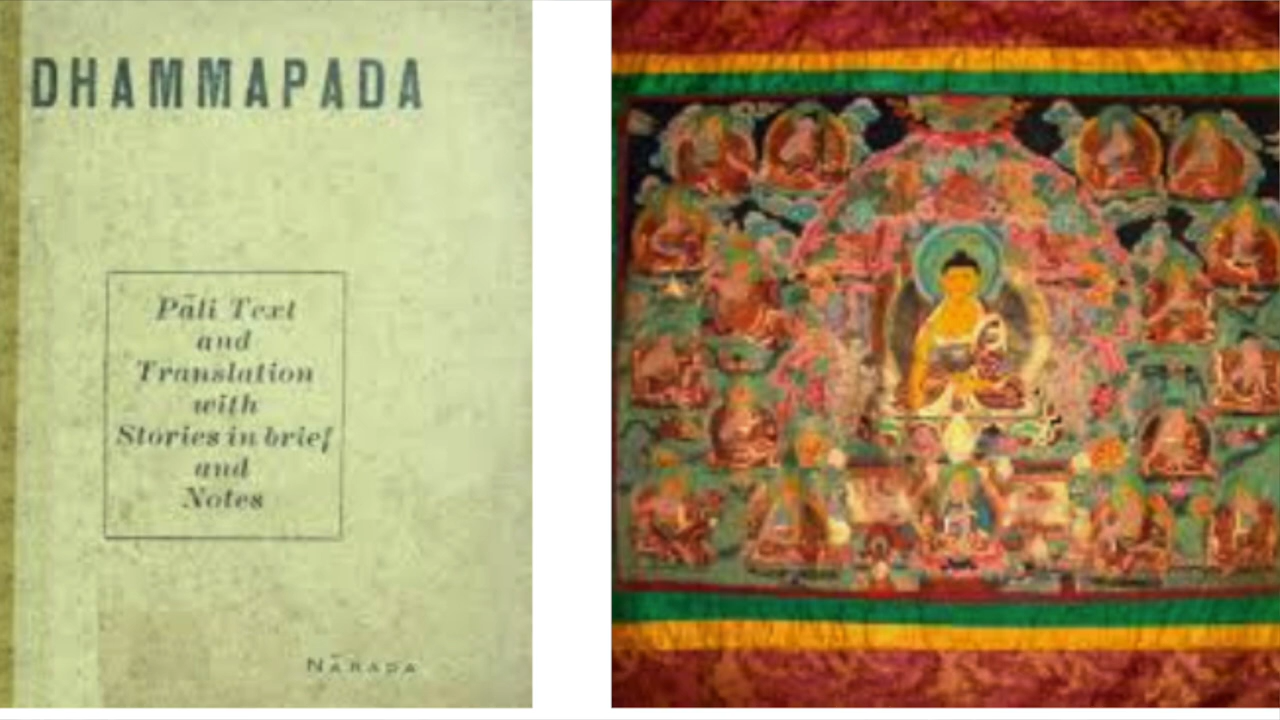 DHAMMAPADA
Pāli Text
and
Translation
with
Stories in brief
and
Notes
NĀRADA